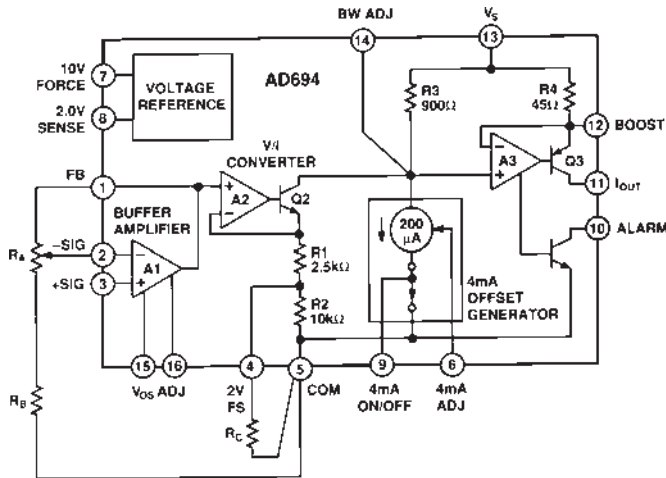 BW ADJ
VS
14
13
10V
FORCE
7
2.0V
SENSE
8
VOLTAGE
REFERENCE
AD694
R3
900Ω
R4
45Ω
12
BOOST
V/I
CONVERTER
FB
1
+
A2
−
Q2
−
A3
+
Q3
11
IOUT
BUFFER
AMPLIFIER
RA
−SIG
2
−
A1
+SIG
3
+
R1
2.5kΩ
R2
10kΩ
200
μA
10
ALARM
4mA
OFFSET
GENERATOR
15
16
4
5
9
6
VOS ADJ
2V
FS
COM
4mA
ON/OFF
4mA
ADJ
RB
RC